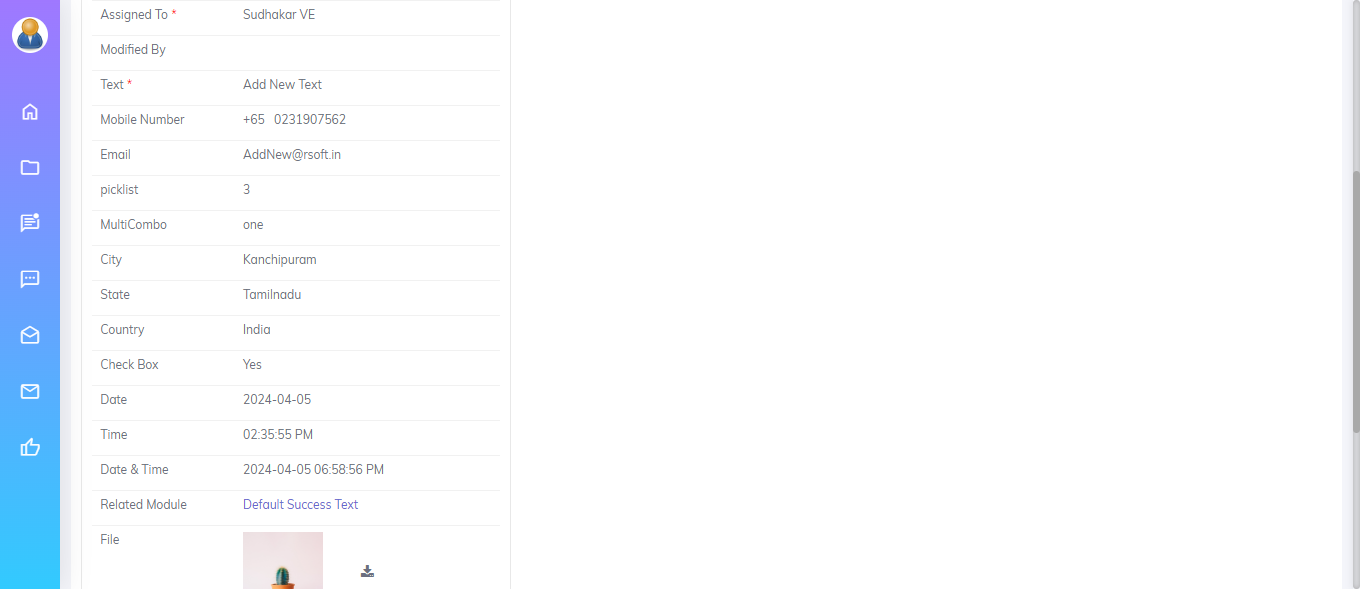 Assigned To * Sudhakar VE
Modified By
Text * Add New Text
Mobile Number +65 0231907562
Email AddNew@rsoft.in
picklist 3
MultiCombo one
City Kanchipuram
State Tamilnadu
Country India
Check Box Yes
Date 2024-04-05
Time 02:35:55 PM
Date & Time 2024-04-05 06:58:56 PM
Related Module Default Success Text
File